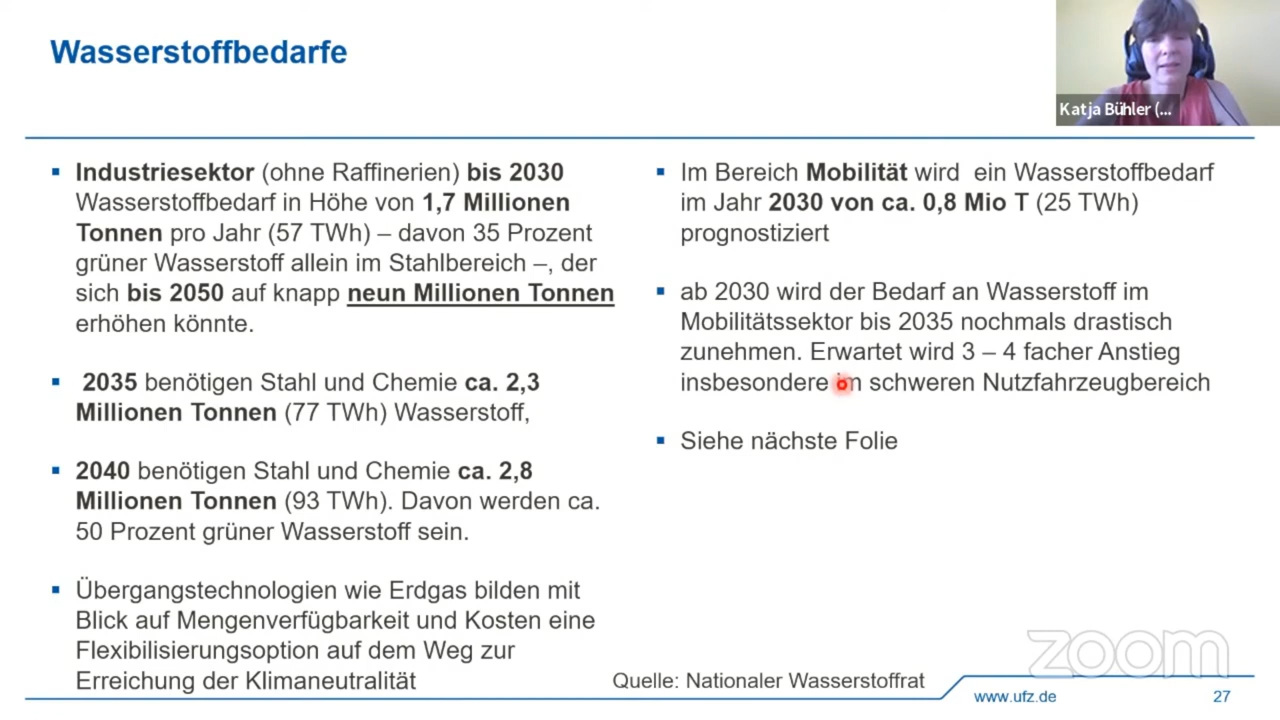 Wasserstoffbedarfe
Katja Bühler (...
▪ Industriesektor (ohne Raffinerien) bis 2030
Wasserstoffbedarf in Höhe von 1,7 Millionen
Tonnen pro Jahr (57 TWh) – davon 35 Prozent
grüner Wasserstoff allein im Stahlbereich –, der
sich bis 2050 auf knapp neun Millionen Tonnen
erhöhen könnte.
▪ 2035 benötigen Stahl und Chemie ca. 2,3
Millionen Tonnen (77 TWh) Wasserstoff,
▪ 2040 benötigen Stahl und Chemie ca. 2,8
Millionen Tonnen (93 TWh). Davon werden ca.
50 Prozent grüner Wasserstoff sein.
▪ Übergangstechnologien wie Erdgas bilden mit
Blick auf Mengenverfügbarkeit und Kosten eine
Flexibilisierungsoption auf dem Weg zur
Erreichung der Klimaneutralität
▪ Im Bereich Mobilität wird ein Wasserstoffbedarf
im Jahr 2030 von ca. 0,8 Mio T (25 TWh)
prognostiziert
▪ ab 2030 wird der Bedarf an Wasserstoff im
Mobilitätssektor bis 2035 nochmals drastisch
zunehmen. Erwartet wird 3 – 4 facher Anstieg
insbesondere im schweren Nutzfahrzeugbereich
▪ Siehe nächste Folie
zoom
Quelle: Nationaler Wasserstoffrat
www.ufz.de
27